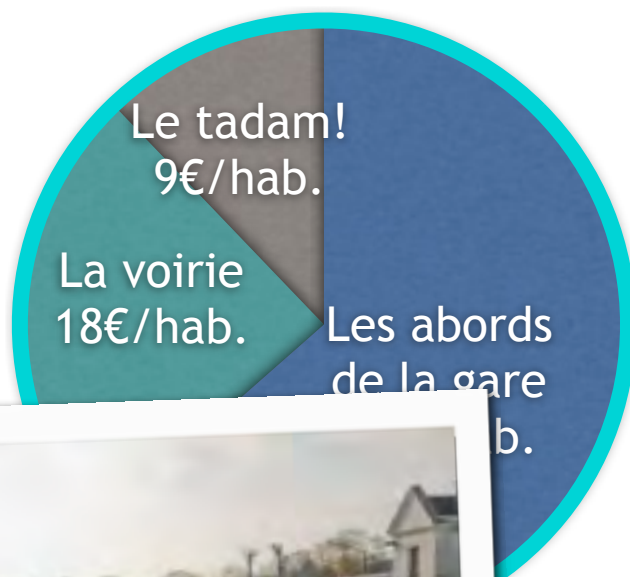 Le tadam!
9€/hab.
La voirie
18€/hab.
Les abords
de la gare
b.